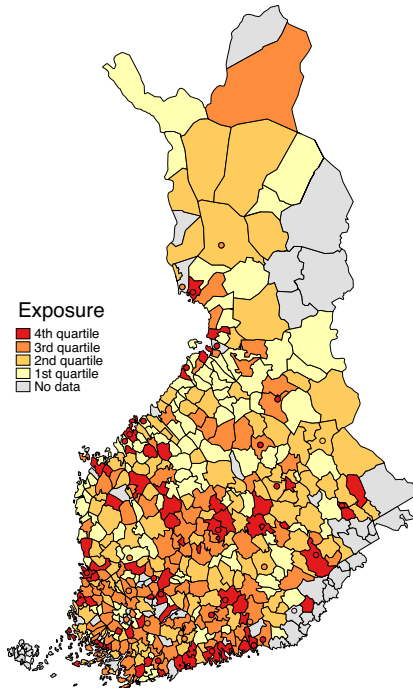 Exposure
4th quartile
3rd quartile
2nd quartile
1st quartile
No data